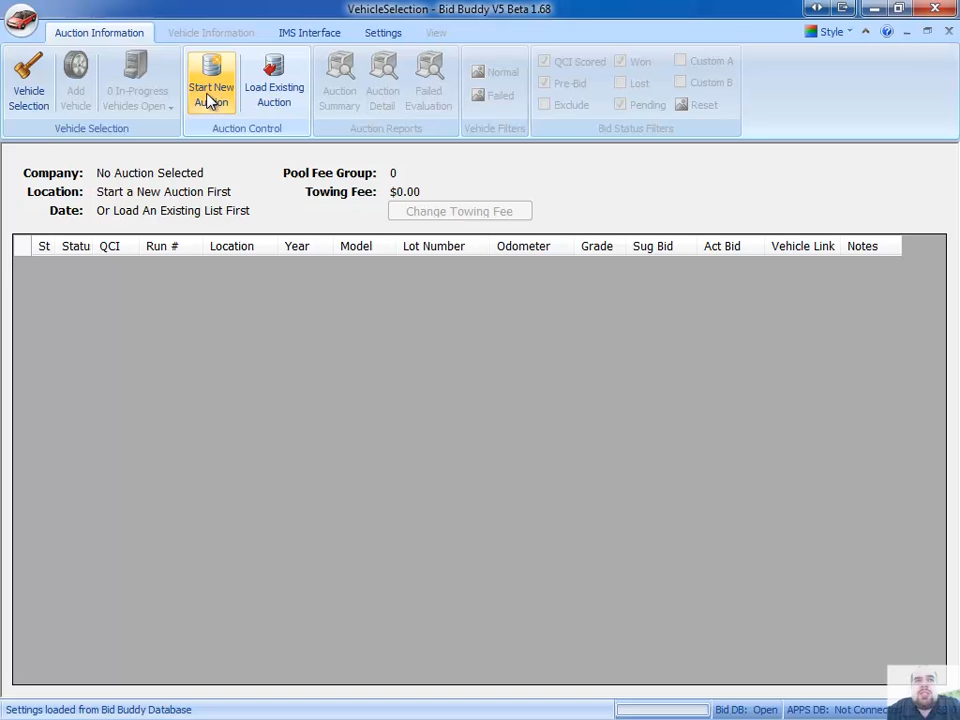 VehicleSelection - Bid Buddy V5 Beta 1.68
Auction Information Vehicle Information IMS Interface Settings View Style
Vehicle Selection
Add Vehicle
0 In-Progress Vehicles Open
Vehicle Selection
Start New Auction
Load Existing Auction
Auction Control
Auction Summary
Auction Detail
Failed Evaluation
Auction Reports
Normal
Failed
Vehicle Filters
QCI Scored Won Custom A
Pre-Bid Lost Custom B
Exclude Pending Reset
Bid Status Filters
Company: No Auction Selected Pool Fee Group: 0
Location: Start a New Auction First Towing Fee: $0.00
Date: Or Load An Existing List First Change Towing Fee
St Statu QCI Run # Location Year Model Lot Number Odometer Grade Sug Bid Act Bid Vehicle Link Notes
Settings loaded from Bid Buddy Database Bid DB: Open APPS DB: Not Connec